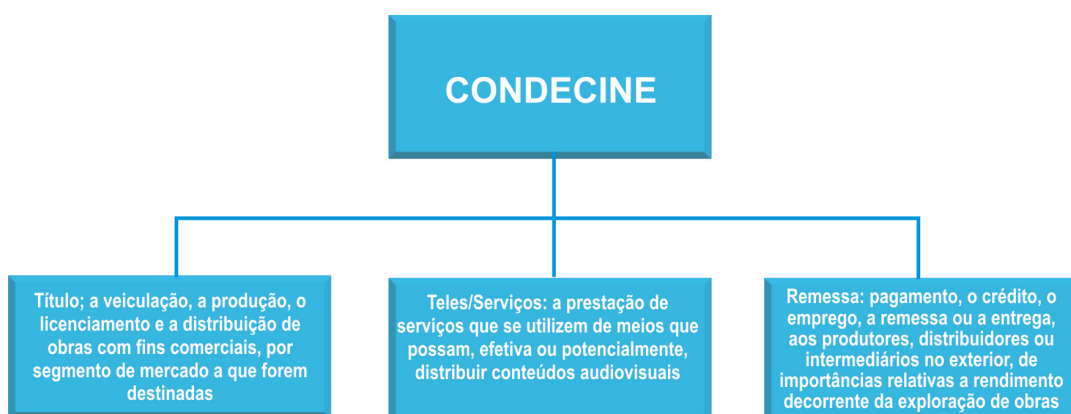 CONDECINE
Título; a veiculação, a produção, o
licenciamento e a distribuição de
obras com fins comerciais, por
segmento de mercado a que forem
destinadas
Teles/Serviços: a prestação de
serviços que se utilizem de meios que
possam, efetiva ou potencialmente,
distribuir conteúdos audiovisuais
Remessa: pagamento, o crédito, o
emprego, a remessa ou a entrega,
aos produtores, distribuidores ou
intermediários no exterior, de
importâncias relativas a rendimento
decorrente da exploração de obras